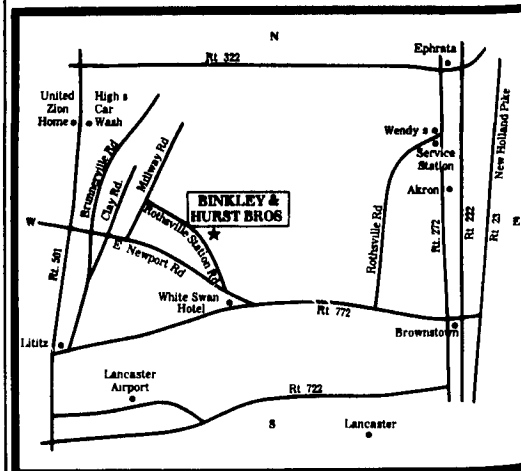 N
Ephrata
Rt 322
United
Zion
Home
High s
Car
Wash
Brunnerville Rd
Clay Rd.
Midway Rd
BINKLEY &
HURST BROS
Rothsville Station Rd
Wendy s
Service
Station
Akron
Rothsville Rd
Rt 272
Rt 222
Rt 23
New Holland Pike
W
E
Newport Rd
Rt. 501
White Swan
Hotel
Rt 772
Brownstown
Lititz
Lancaster
Airport
Rt 722
S
Lancaster